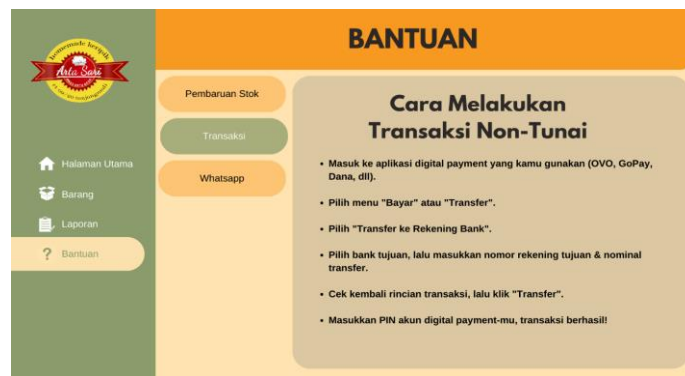 BANTUAN
homemade keripik
Arta Sari
Halaman Utama
Barang
Laporan
? Bantuan
Pembaruan Stok
Transaksi
Whatsapp
Cara Melakukan
Transaksi Non-Tunai
• Masuk ke aplikasi digital payment yang kamu gunakan (OVO, GoPay,
Dana, dll).
• Pilih menu "Bayar" atau "Transfer".
• Pilih "Transfer ke Rekening Bank".
• Pilih bank tujuan, lalu masukkan nomor rekening tujuan & nominal
transfer.
• Cek kembali rincian transaksi, lalu klik "Transfer".
• Masukkan PIN akun digital payment-mu, transaksi berhasil!